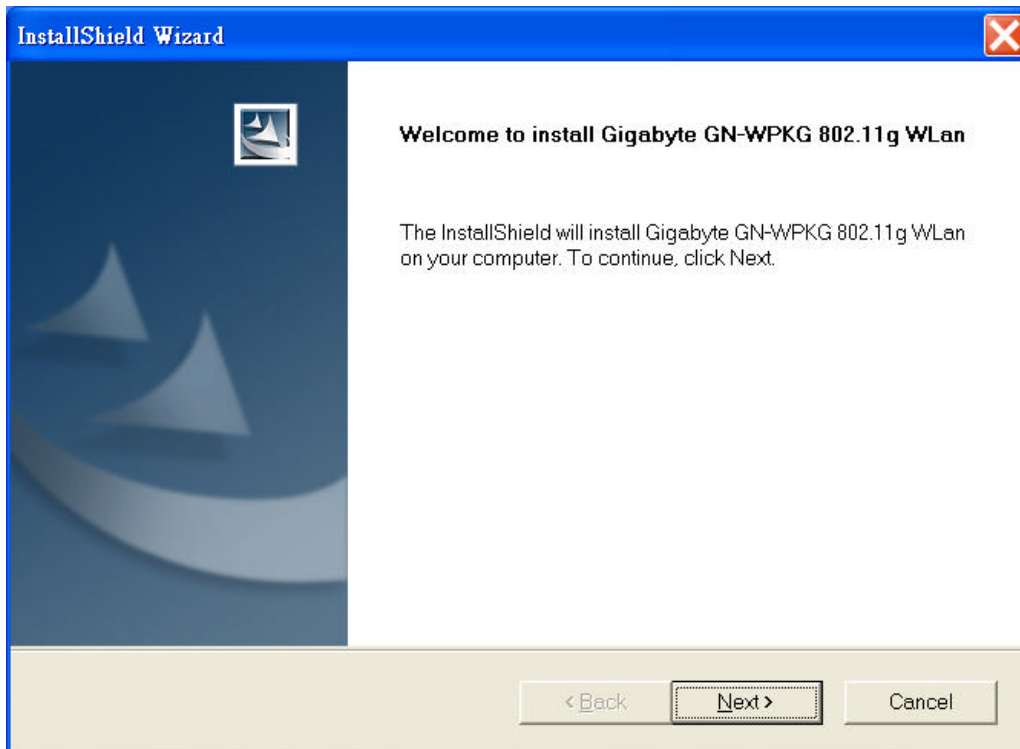 InstallShield Wizard
Welcome to install Gigabyte GN-WPKG 802.11g WLan
The InstallShield will install Gigabyte GN-WPKG 802.11g WLan
on your computer. To continue, click Next.
< Back
Next >
Cancel